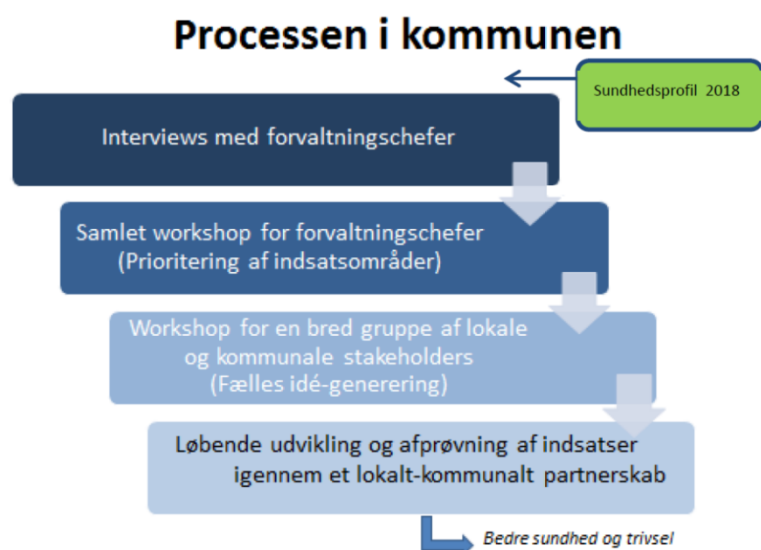 Processen i kommunen
Sundhedsprofil 2018
Interviews med forvaltningschefer
Samlet workshop for forvaltningschefer
(Prioritering af indsatsområder)
Workshop for en bred gruppe af lokale
og kommunale stakeholders
(Fælles idé-generering)
Løbende udvikling og afprøvning af indsatser
igennem et lokalt-kommunalt partnerskab
Bedre sundhed og trivsel